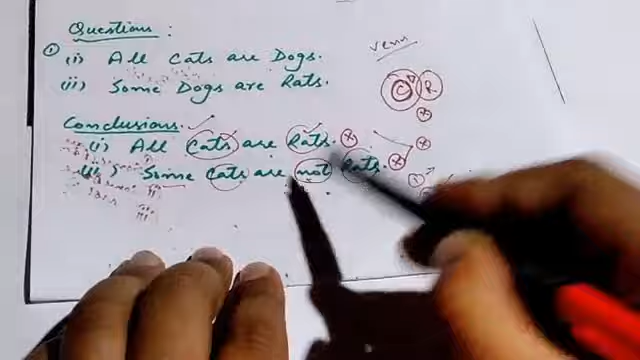 Questions :
① (i) All Cats are Dogs.
(ii) Some Dogs are Rats.
venn
C R
Conclusions.
(i) All Cats are Rats.
Some Cats are not Rats.